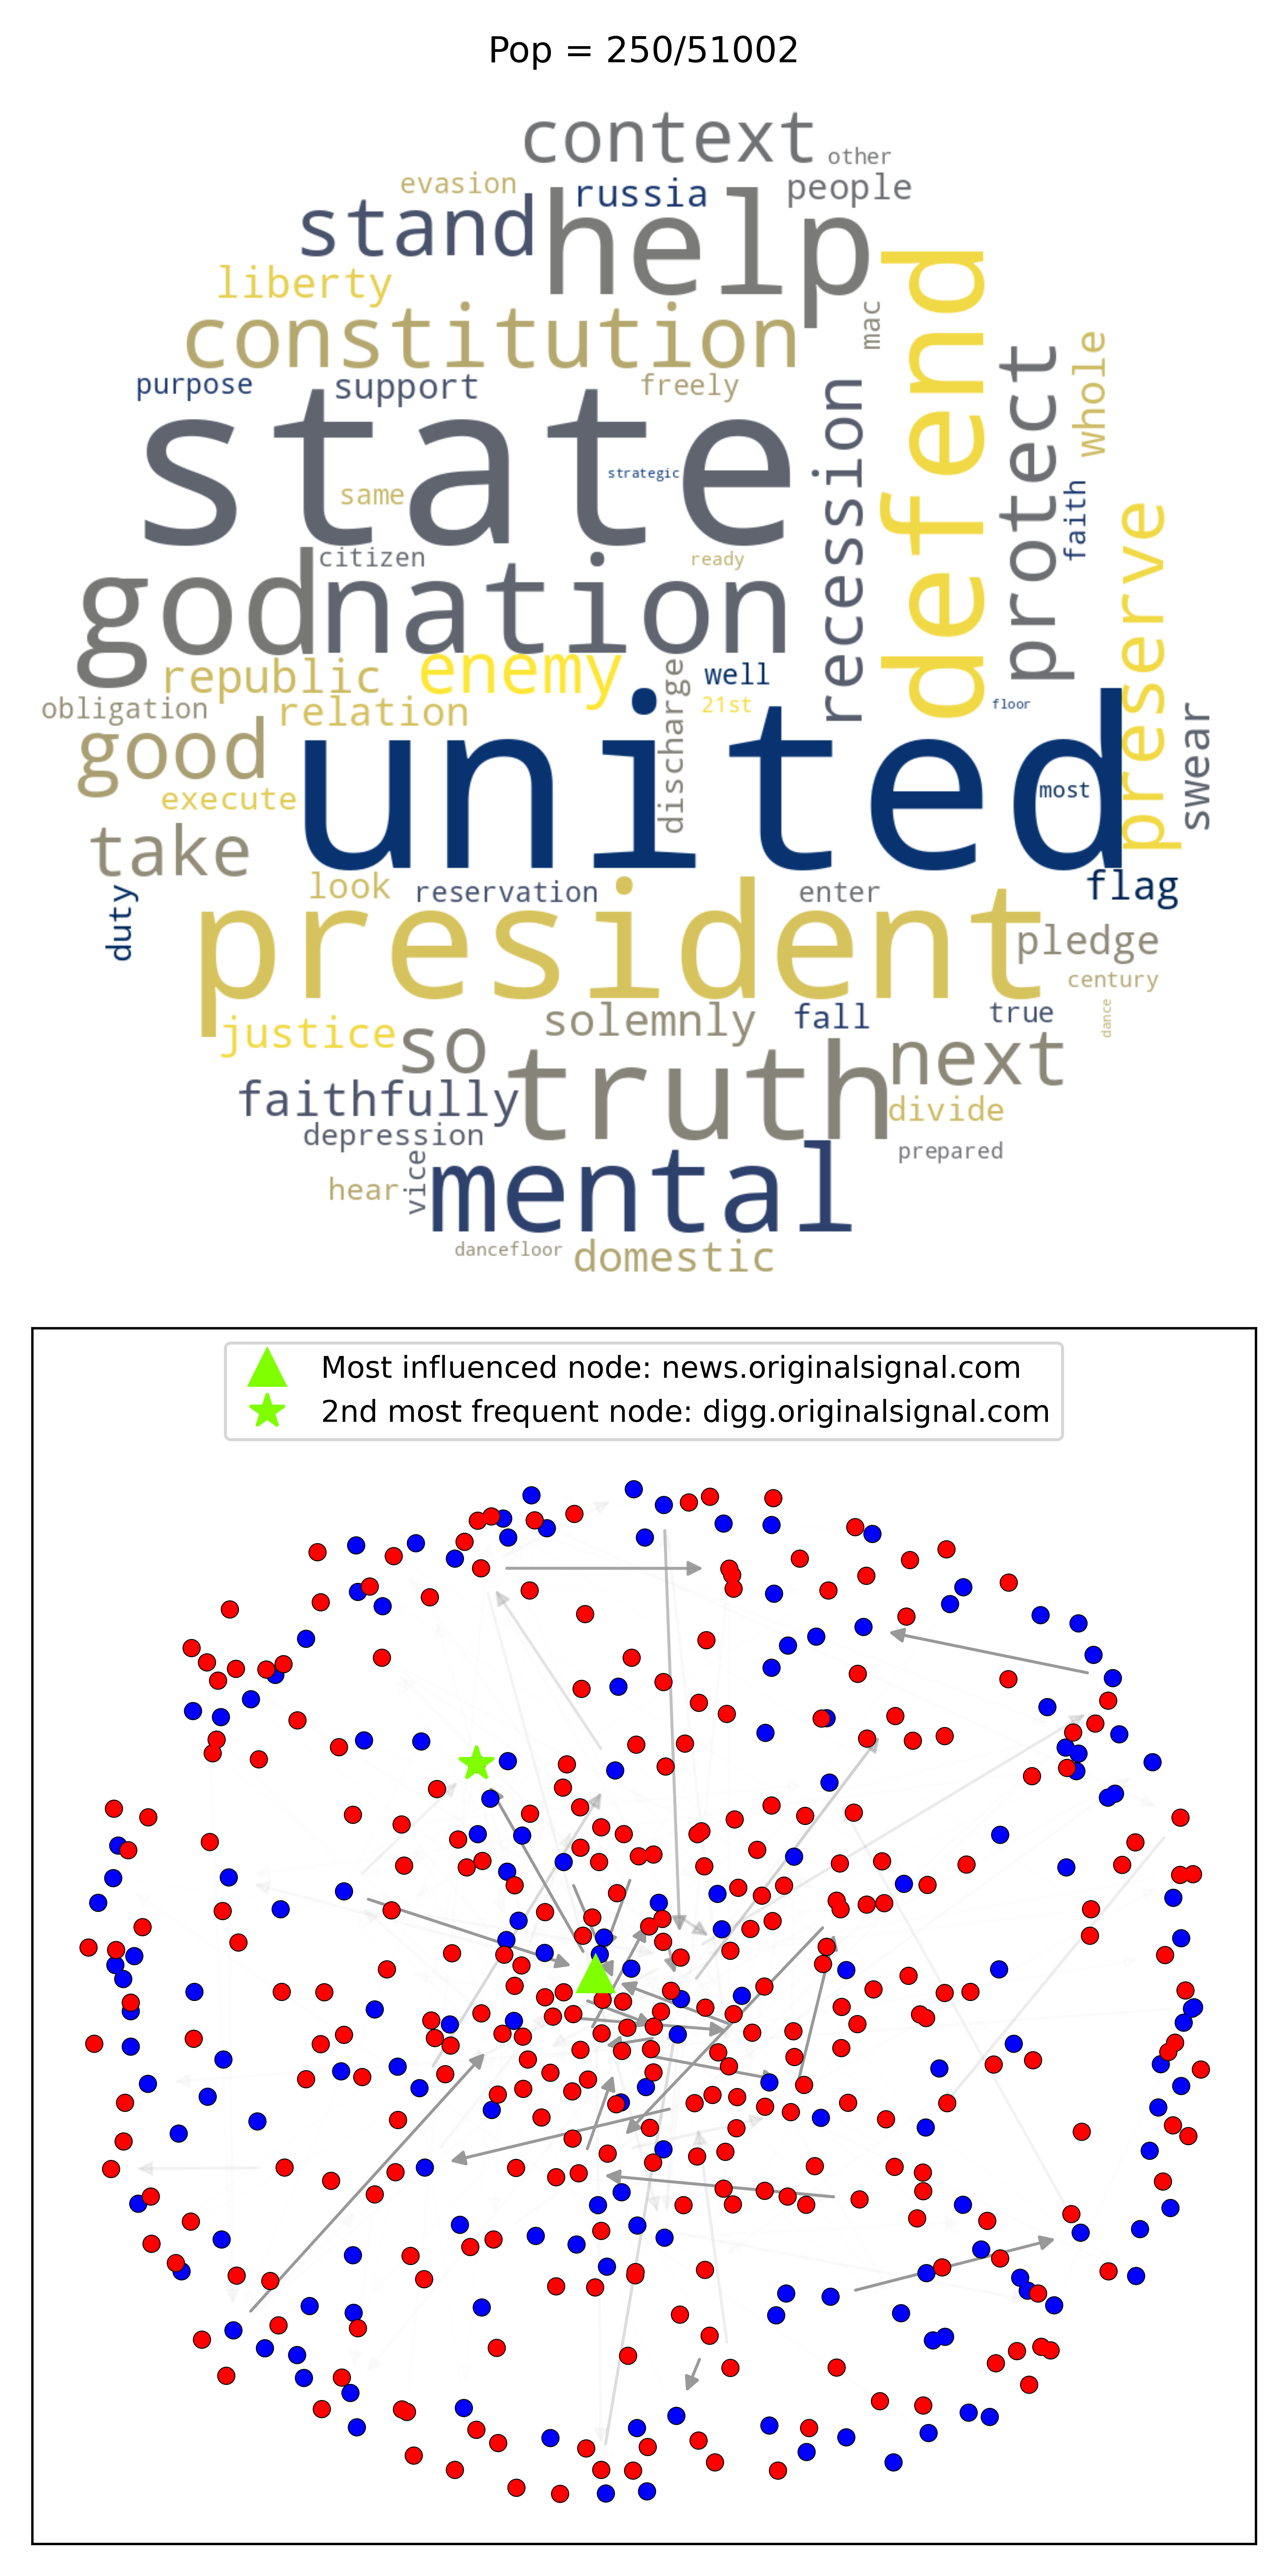 Pop = 250/51002
context
other
evasion
russia
people
stand
help
liberty
defend
mac
constitution
whole
protect
purpose
support
freely
recession
state
strategic
same
faith
preserve
citizen
ready
god
nation
enemy
republic
discharge
well
obligation
relation
21st
floor
swear
good
united
most
execute
take
look
reservation
enter
flag
duty
president
pledge
century
dance
justice
so
solemnly
fall
true
next
truth
faithfully
divide
depression
prepared
vice
hear
mental
dancefloor
domestic
Most influenced node: news.originalsignal.com
2nd most frequent node: digg.originalsignal.com